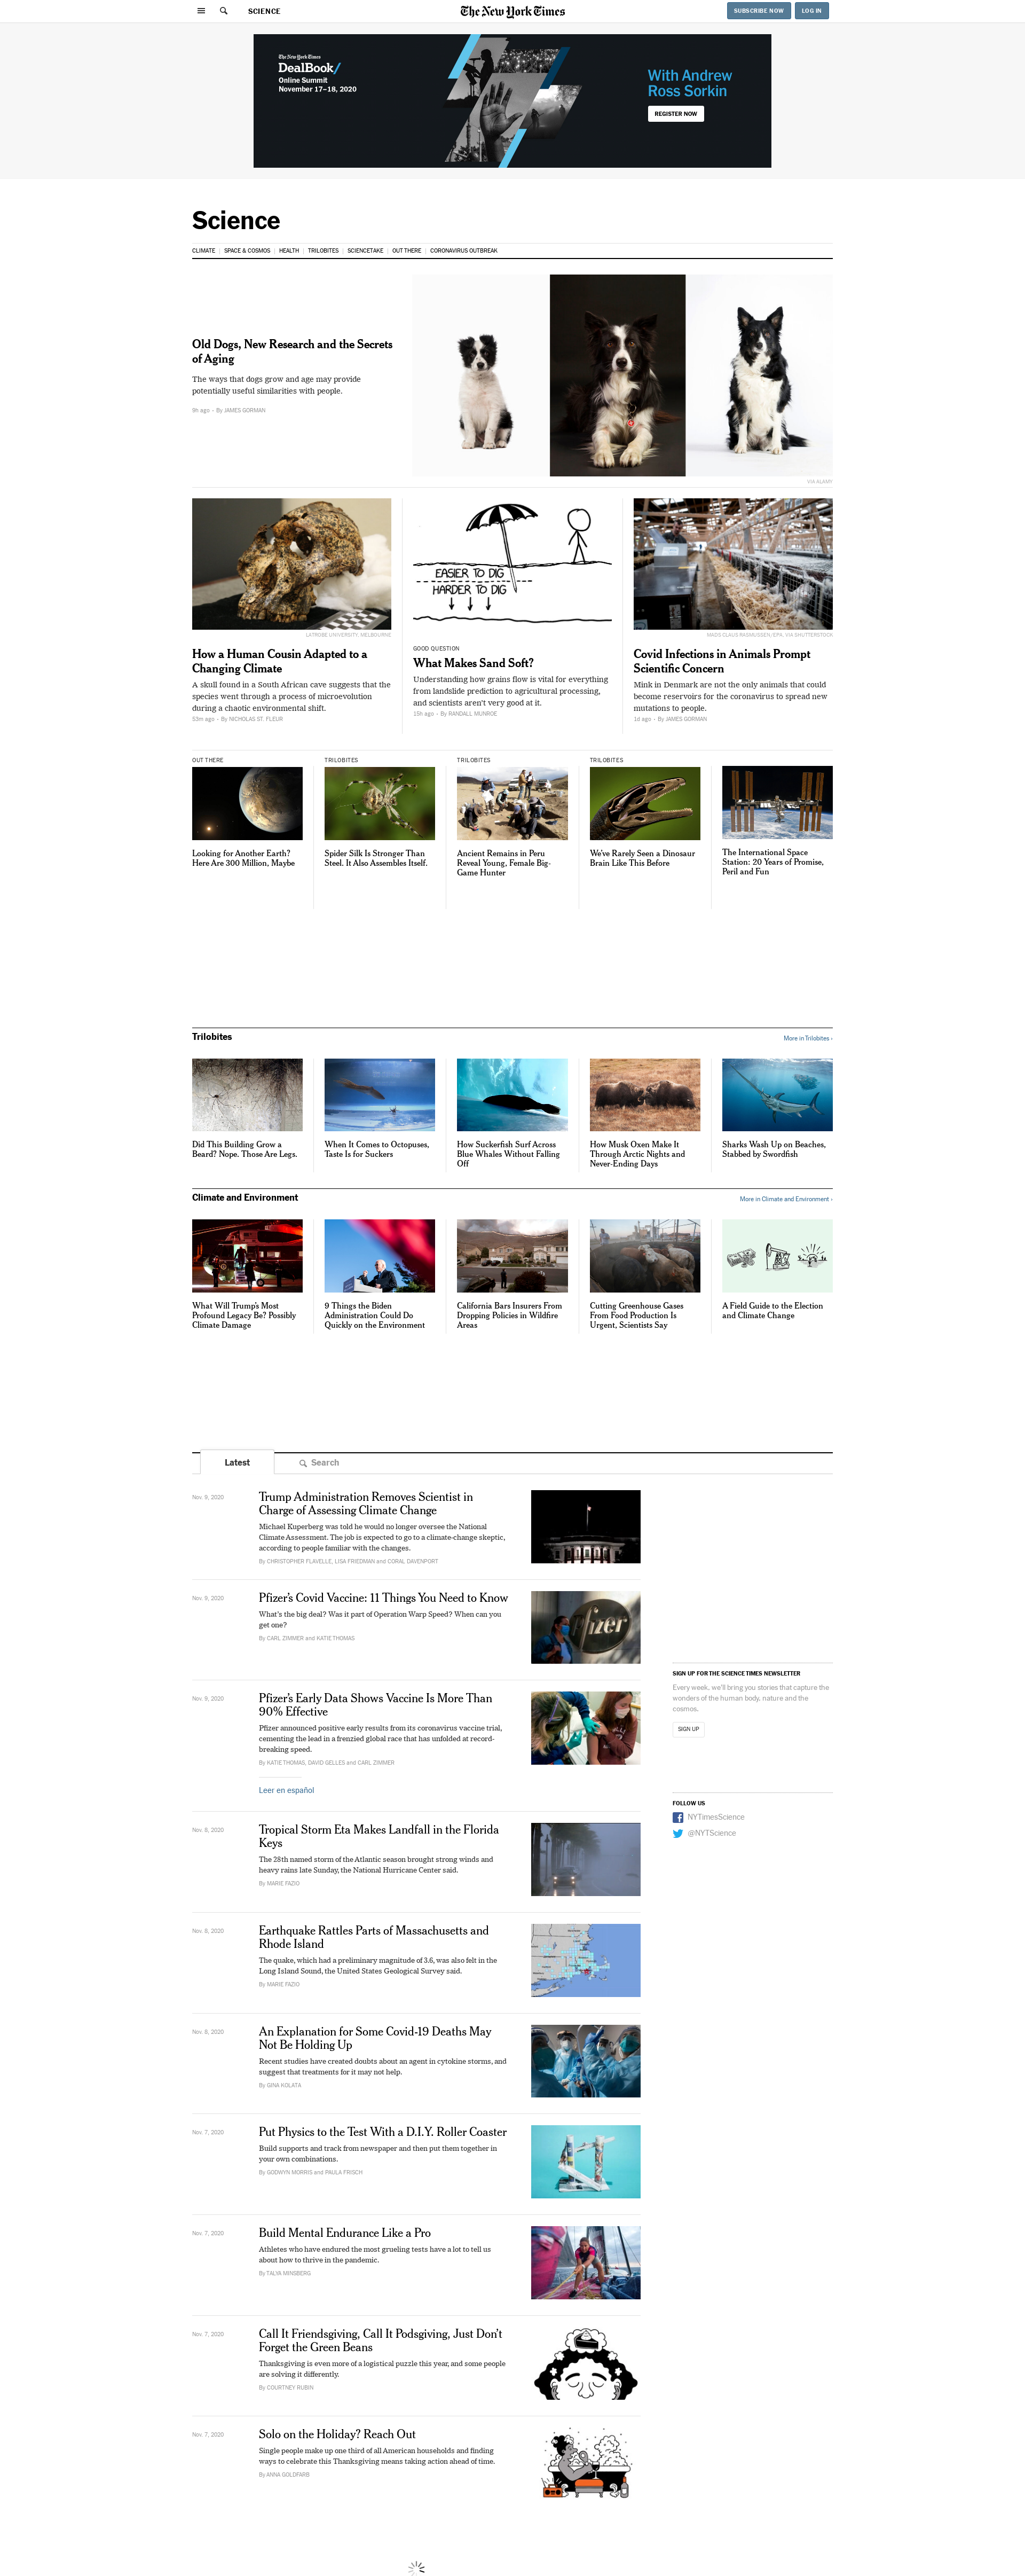 SCIENCE
The New York Times
SUBSCRIBE NOW
LOG IN
The New York Times
DealBook/
Online Summit
November 17–18, 2020
With Andrew
Ross Sorkin
REGISTER NOW
Science
CLIMATE | SPACE & COSMOS | HEALTH | TRILOBITES | SCIENCETAKE | OUT THERE | CORONAVIRUS OUTBREAK
Old Dogs, New Research and the Secrets
of Aging
The ways that dogs grow and age may provide
potentially useful similarities with people.
9h ago - By JAMES GORMAN
VIA ALAMY
LATROBE UNIVERSITY, MELBOURNE
How a Human Cousin Adapted to a
Changing Climate
A skull found in a South African cave suggests that the
species went through a process of microevolution
during a chaotic environmental shift.
53m ago - By NICHOLAS ST. FLEUR
EASIER TO DIG
HARDER TO DIG
GOOD QUESTION
What Makes Sand Soft?
Understanding how grains flow is vital for everything
from landslide prediction to agricultural processing,
and scientists aren't very good at it.
15h ago - By RANDALL MUNROE
MADS CLAUS RASMUSSEN/EPA, VIA SHUTTERSTOCK
Covid Infections in Animals Prompt
Scientific Concern
Mink in Denmark are not the only animals that could
become reservoirs for the coronavirus to spread new
mutations to people.
1d ago - By JAMES GORMAN
OUT THERE
Looking for Another Earth?
Here Are 300 Million, Maybe
TRILOBITES
Spider Silk Is Stronger Than
Steel. It Also Assembles Itself.
TRILOBITES
Ancient Remains in Peru
Reveal Young, Female Big-
Game Hunter
TRILOBITES
We've Rarely Seen a Dinosaur
Brain Like This Before
The International Space
Station: 20 Years of Promise,
Peril and Fun
Trilobites
More in Trilobites ›
Did This Building Grow a
Beard? Nope. Those Are Legs.
When It Comes to Octopuses,
Taste Is for Suckers
How Suckerfish Surf Across
Blue Whales Without Falling
Off
How Musk Oxen Make It
Through Arctic Nights and
Never-Ending Days
Sharks Wash Up on Beaches,
Stabbed by Swordfish
Climate and Environment
More in Climate and Environment ›
What Will Trump's Most
Profound Legacy Be? Possibly
Climate Damage
9 Things the Biden
Administration Could Do
Quickly on the Environment
California Bars Insurers From
Dropping Policies in Wildfire
Areas
Cutting Greenhouse Gases
From Food Production Is
Urgent, Scientists Say
A Field Guide to the Election
and Climate Change
Latest
Search
Nov. 9, 2020
Trump Administration Removes Scientist in
Charge of Assessing Climate Change
Michael Kuperberg was told he would no longer oversee the National
Climate Assessment. The job is expected to go to a climate-change skeptic,
according to people familiar with the changes.
By CHRISTOPHER FLAVELLE, LISA FRIEDMAN and CORAL DAVENPORT
Nov. 9, 2020
Pfizer's Covid Vaccine: 11 Things You Need to Know
What's the big deal? Was it part of Operation Warp Speed? When can you
get one?
By CARL ZIMMER and KATIE THOMAS
Pfizer
Nov. 9, 2020
Pfizer's Early Data Shows Vaccine Is More Than
90% Effective
Pfizer announced positive early results from its coronavirus vaccine trial,
cementing the lead in a frenzied global race that has unfolded at record-
breaking speed.
By KATIE THOMAS, DAVID GELLES and CARL ZIMMER
Leer en español
SIGN UP FOR THE SCIENCE TIMES NEWSLETTER
Every week, we'll bring you stories that capture the
wonders of the human body, nature and the
cosmos.
SIGN UP
FOLLOW US
NYTimesScience
@NYTScience
Nov. 8, 2020
Tropical Storm Eta Makes Landfall in the Florida
Keys
The 28th named storm of the Atlantic season brought strong winds and
heavy rains late Sunday, the National Hurricane Center said.
By MARIE FAZIO
Nov. 8, 2020
Earthquake Rattles Parts of Massachusetts and
Rhode Island
The quake, which had a preliminary magnitude of 3.6, was also felt in the
Long Island Sound, the United States Geological Survey said.
By MARIE FAZIO
Nov. 8, 2020
An Explanation for Some Covid-19 Deaths May
Not Be Holding Up
Recent studies have created doubts about an agent in cytokine storms, and
suggest that treatments for it may not help.
By GINA KOLATA
Nov. 7, 2020
Put Physics to the Test With a D.I.Y. Roller Coaster
Build supports and track from newspaper and then put them together in
your own combinations.
By GODWYN MORRIS and PAULA FRISCH
Nov. 7, 2020
Build Mental Endurance Like a Pro
Athletes who have endured the most grueling tests have a lot to tell us
about how to thrive in the pandemic.
By TALYA MINSBERG
Nov. 7, 2020
Call It Friendsgiving, Call It Podsgiving, Just Don't
Forget the Green Beans
Thanksgiving is even more of a logistical puzzle this year, and some people
are solving it differently.
By COURTNEY RUBIN
Nov. 7, 2020
Solo on the Holiday? Reach Out
Single people make up one third of all American households and finding
ways to celebrate this Thanksgiving means taking action ahead of time.
By ANNA GOLDFARB